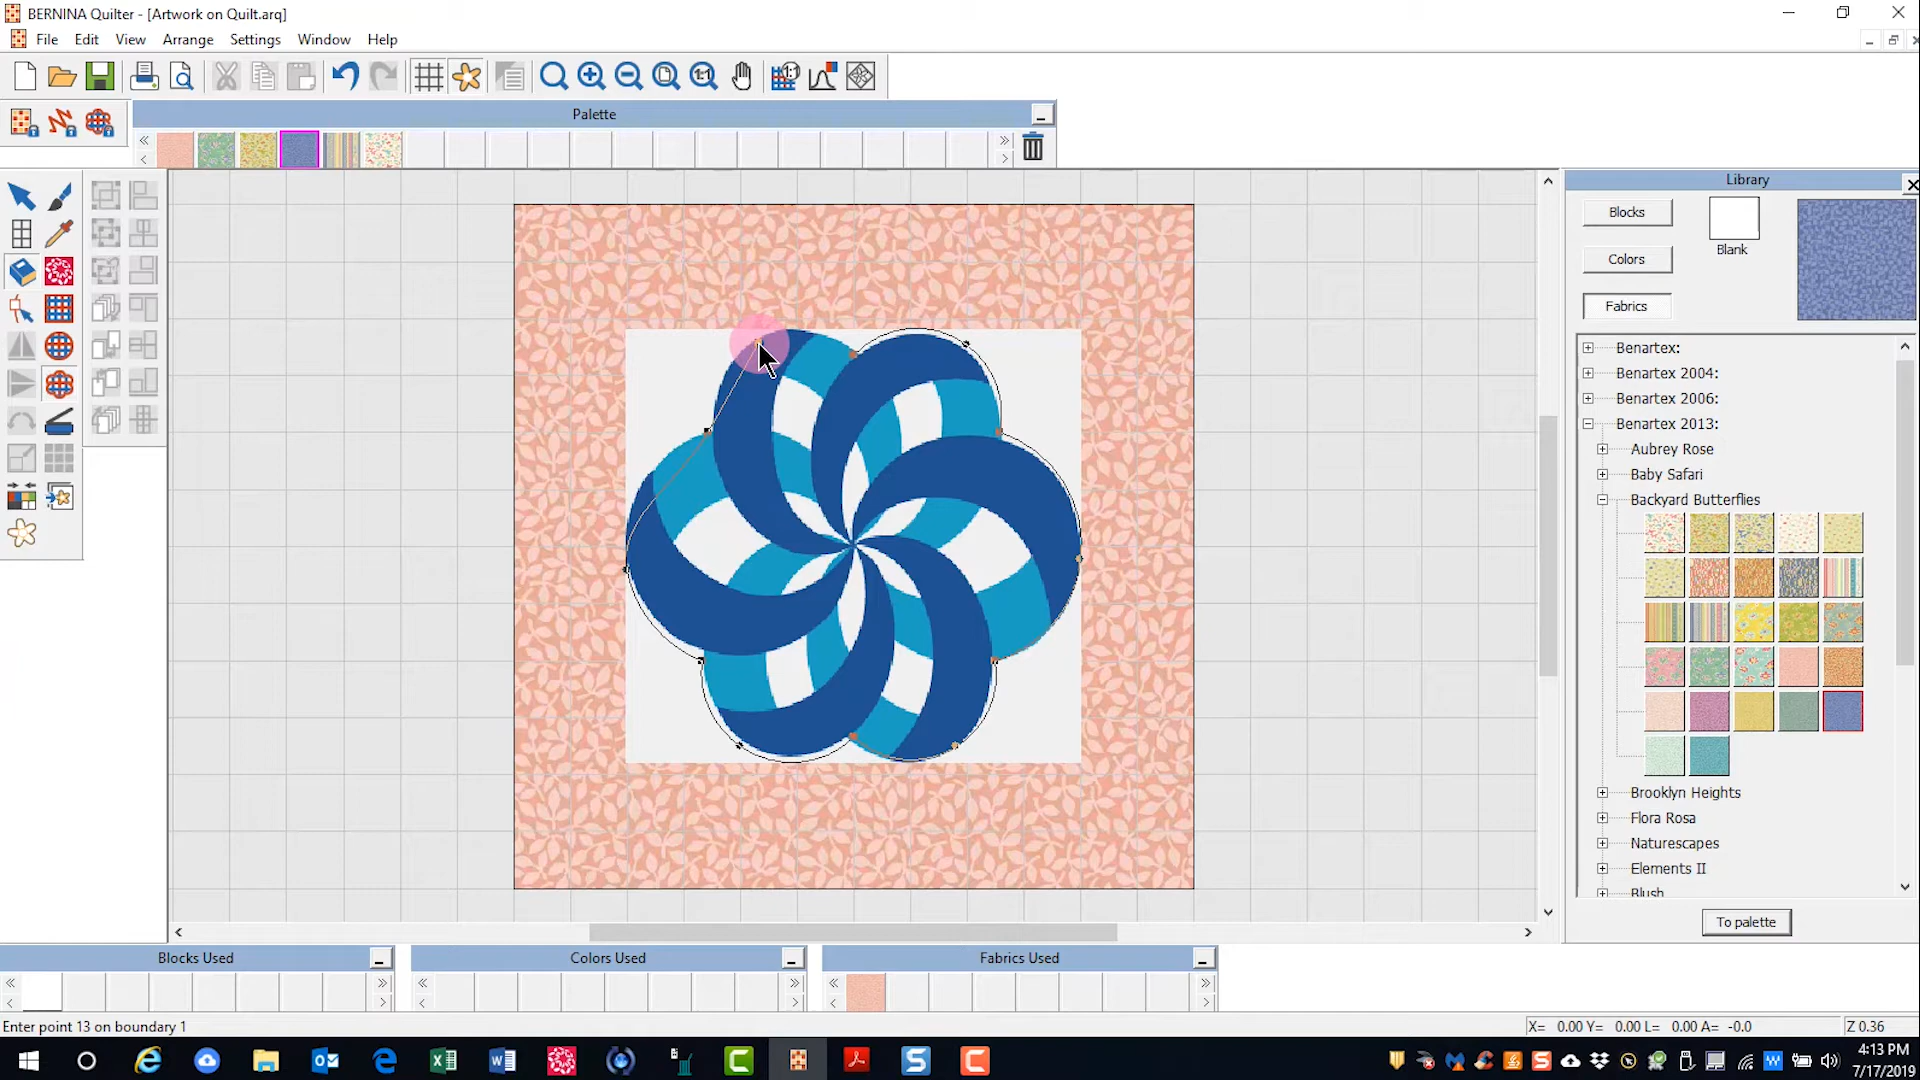 BERNINA Quilter - [Artwork on Quilt.arq]
File Edit View Arrange Settings Window Help
Palette
Library
Blocks
Blank
Colors
Fabrics
Benartex:
Benartex 2004:
Benartex 2006:
Benartex 2013:
Aubrey Rose
Baby Safari
Backyard Butterflies
Brooklyn Heights
Flora Rosa
Naturescapes
Elements II
Blush
To palette
Blocks Used
Colors Used
Fabrics Used
Enter point 13 on boundary 1
X= 0.00 Y= 0.00 L= 0.00 A= -0.0
Z 0.36
4:13 PM
7/17/2019